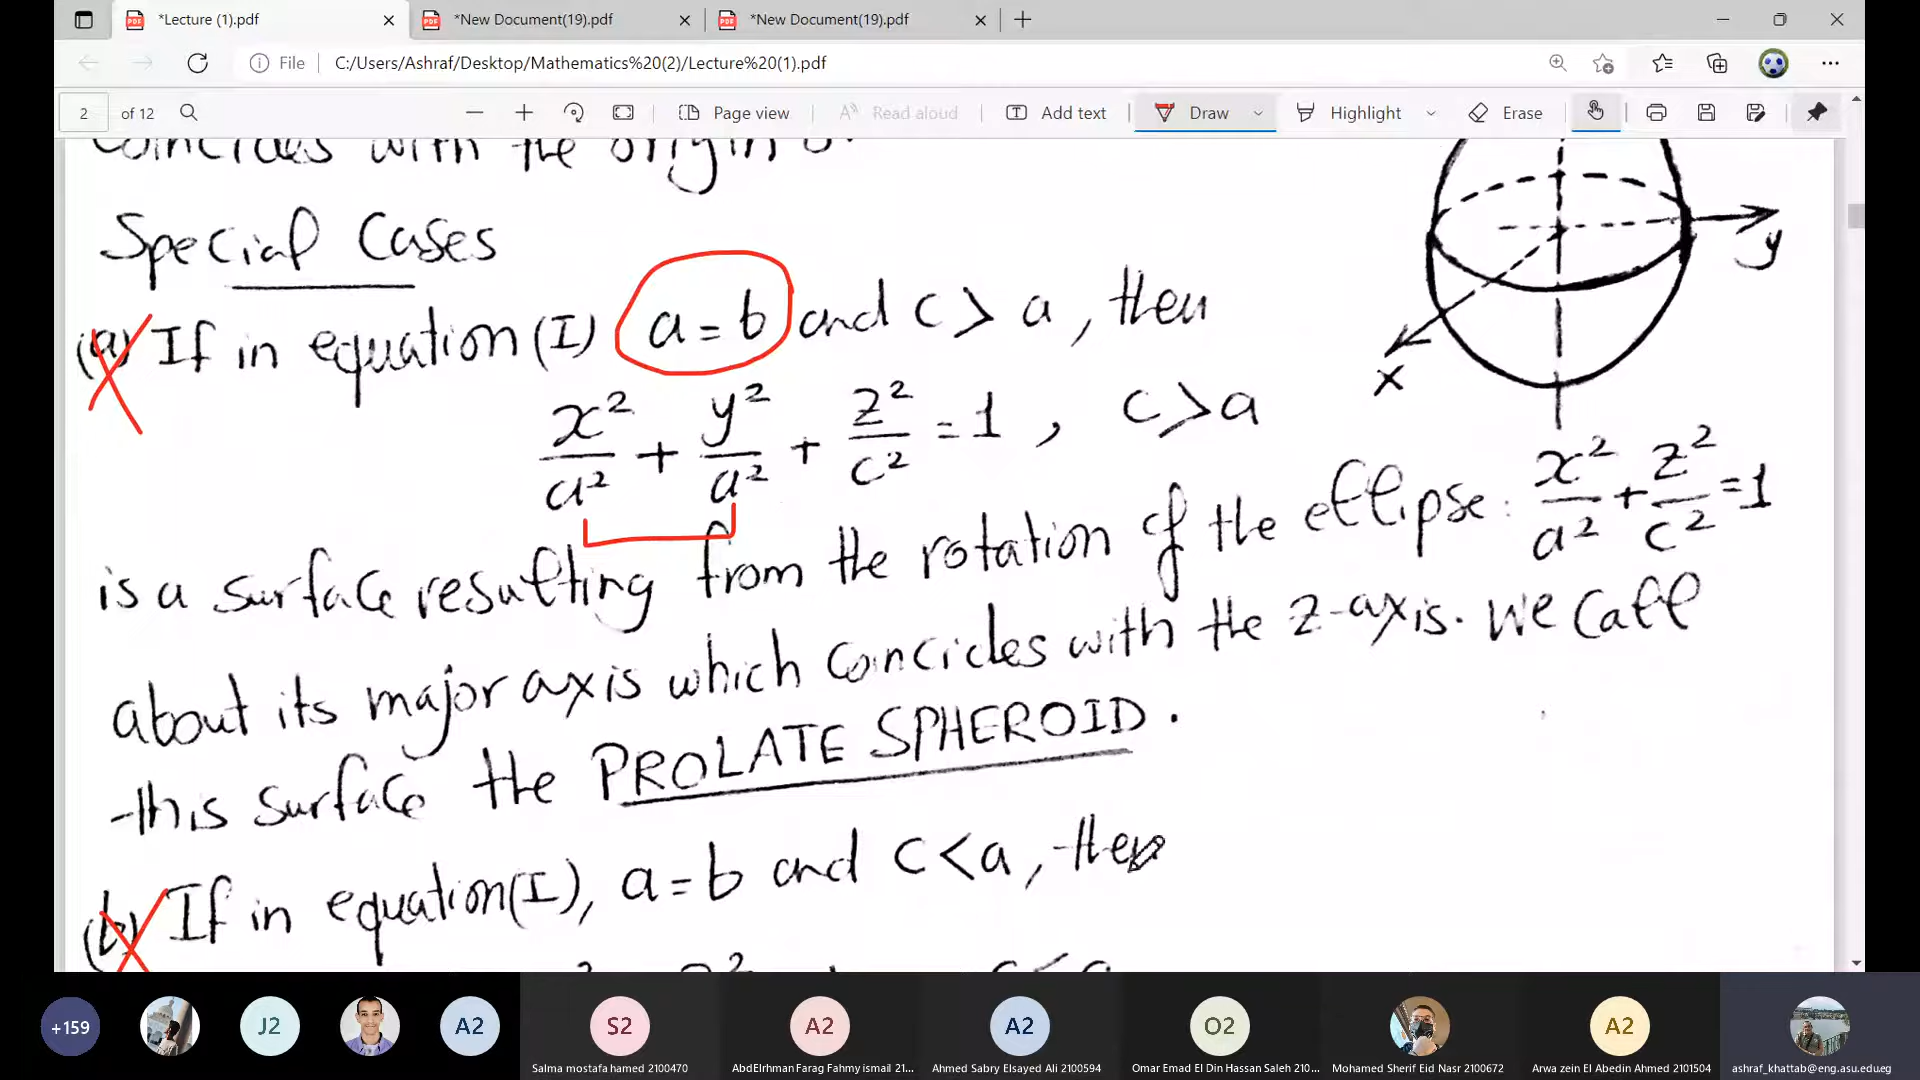 *Lecture (1).pdf
*New Document(19).pdf
*New Document(19).pdf
File
C:/Users/Ashraf/Desktop/Mathematics%20(2)/Lecture%20(1).pdf
2 of 12
Page view
Read aloud
Add text
Draw
Highlight
Erase
coincides with the origin o.
Special Cases
(a) If in equation (I) a = b and c > a, then
x²/a² + y²/a² + z²/c² = 1, c > a
is a surface resulting from the rotation of the ellipse: x²/a² + z²/c² = 1
about its major axis which coincides with the z-axis. We call
this surface the PROLATE SPHEROID.
(b) If in equation (I), a = b and c < a, then
c < a
y
x
+159
J2
A2
S2
A2
A2
O2
A2
Salma mostafa hamed 2100470
AbdElrhman Farag Fahmy ismail 21...
Ahmed Sabry Elsayed Ali 2100594
Omar Emad El Din Hassan Saleh 210...
Mohamed Sherif Eid Nasr 2100672
Arwa zein El Abedin Ahmed 2101504
ashraf_khattab@eng.asu.edu.eg